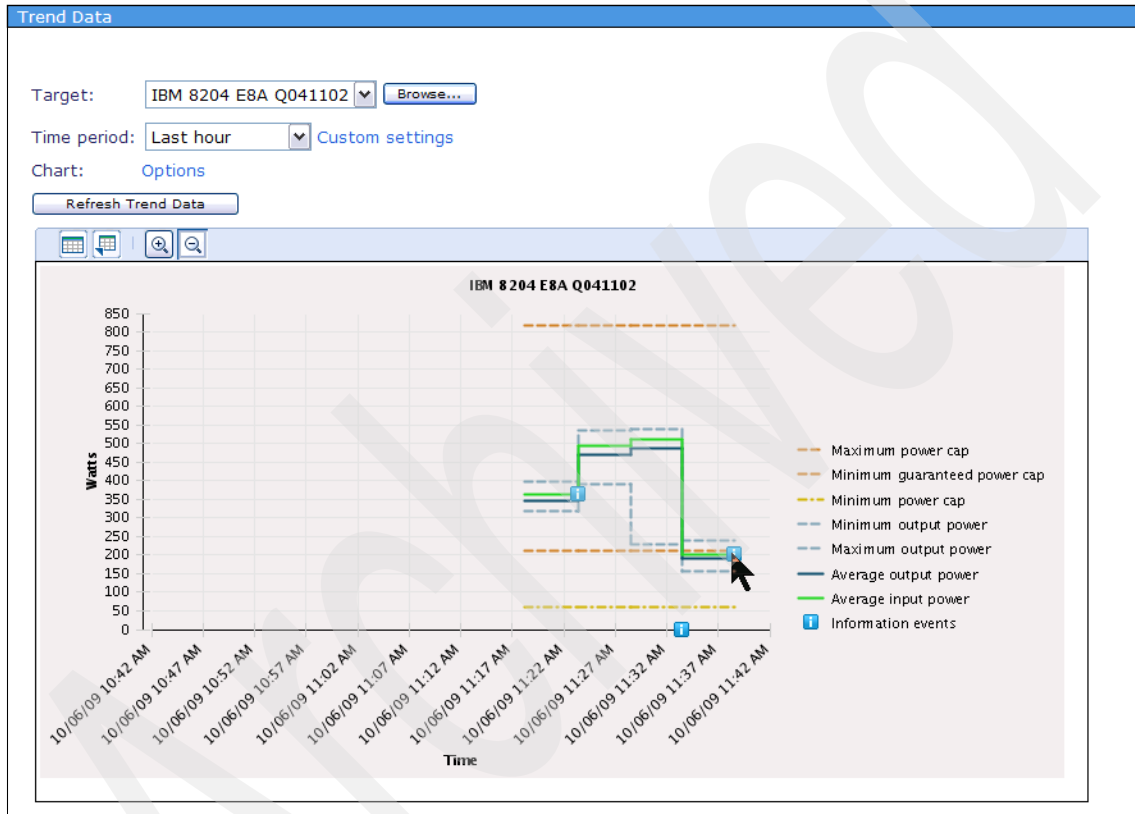 Trend Data
Target: IBM 8204 E8A Q041102 Browse...
Time period: Last hour Custom settings
Chart: Options
Refresh Trend Data
IBM 8204 E8A Q041102
850
800
750
700
650
600
550
500
450
400
350
300
250
200
150
100
50
0
Watts
Maximum power cap
Minimum guaranteed power cap
Minimum power cap
Minimum output power
Maximum output power
Average output power
Average input power
Information events
10/06/09 10:42 AM
10/06/09 10:47 AM
10/06/09 10:52 AM
10/06/09 10:57 AM
10/06/09 11:02 AM
10/06/09 11:07 AM
10/06/09 11:12 AM
10/06/09 11:17 AM
10/06/09 11:22 AM
10/06/09 11:27 AM
10/06/09 11:32 AM
10/06/09 11:37 AM
10/06/09 11:42 AM
Time
Archived